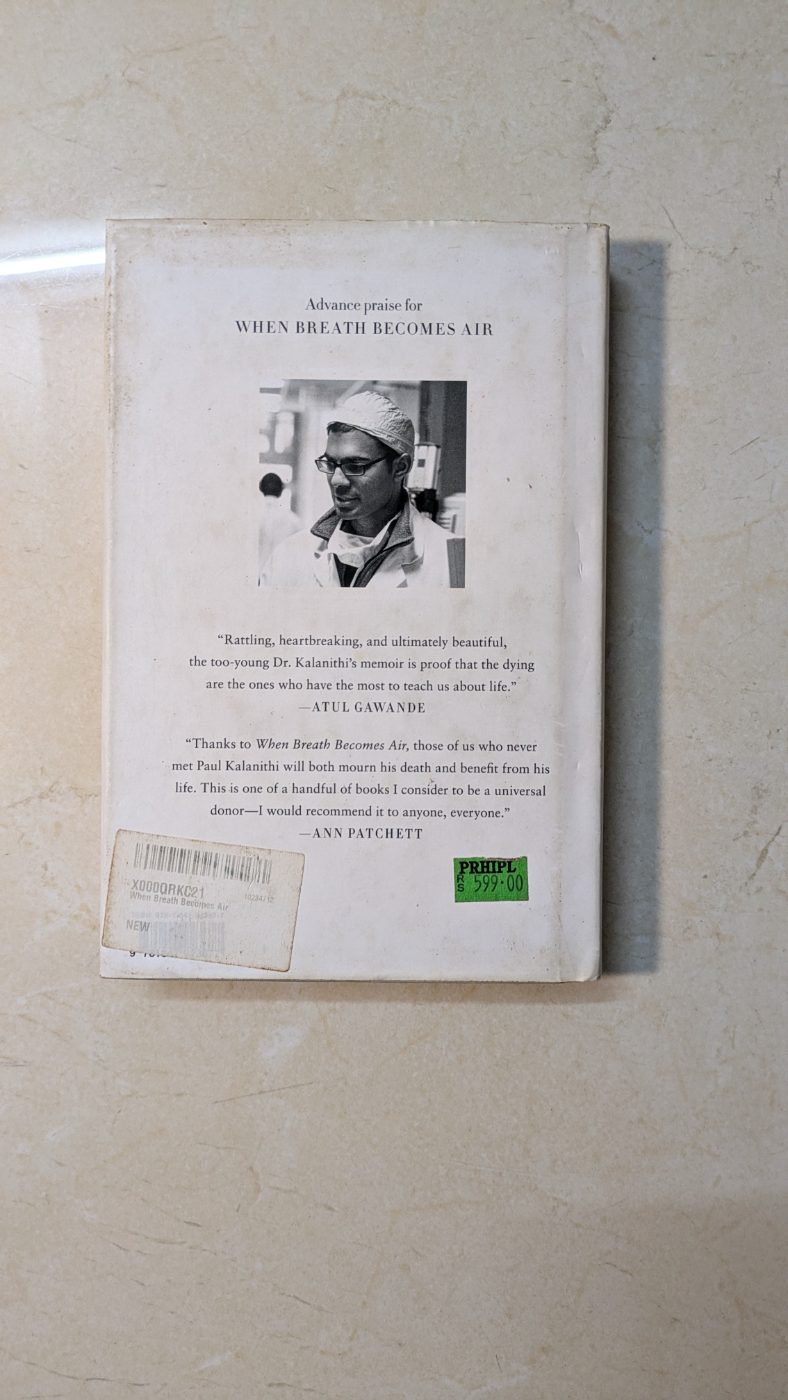 Advance praise for
WHEN BREATH BECOMES AIR
“Rattling, heartbreaking, and ultimately beautiful,
the too-young Dr. Kalanithi’s memoir is proof that the dying
are the ones who have the most to teach us about life.”
—ATUL GAWANDE
“Thanks to When Breath Becomes Air, those of us who never
met Paul Kalanithi will both mourn his death and benefit from his
life. This is one of a handful of books I consider to be a universal
donor—I would recommend it to anyone, everyone.”
—ANN PATCHETT
X000QRKC21
When Breath Becomes Air
NEW
PRHIPL
RS 599·00